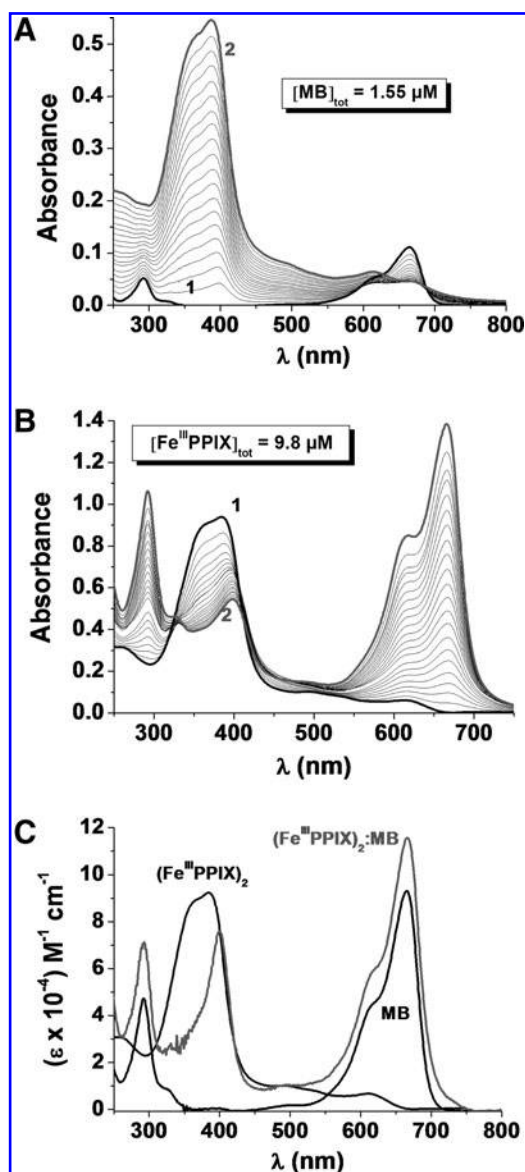 A
0.5
0.4
0.3
0.2
0.1
0.0
Absorbance
2
[MB]tot = 1.55 µM
1
300 400 500 600 700 800
λ (nm)
B
1.4
1.2
1.0
0.8
0.6
0.4
0.2
0.0
Absorbance
[FeIIIPPIX]tot = 9.8 µM
1
2
300 400 500 600 700
λ (nm)
C
12
10
8
6
4
2
0
(ε x 10-4) M-1 cm-1
(FeIIIPPIX)2:MB
(FeIIIPPIX)2
MB
300 400 500 600 700 800
λ (nm)